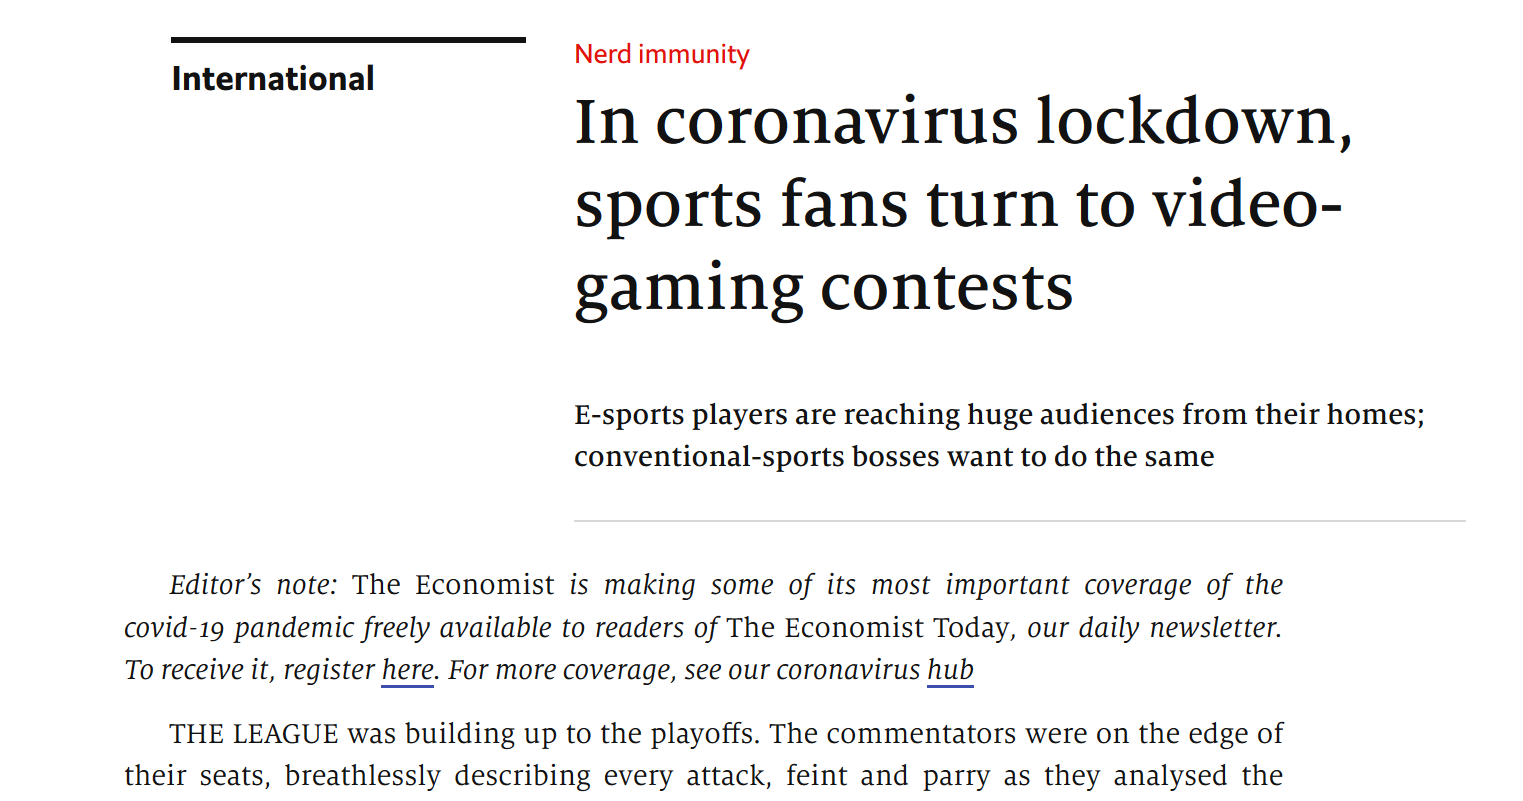 International
Nerd immunity
In coronavirus lockdown,
sports fans turn to video-
gaming contests
E-sports players are reaching huge audiences from their homes;
conventional-sports bosses want to do the same
Editor’s note: The Economist is making some of its most important coverage of the
covid-19 pandemic freely available to readers of The Economist Today, our daily newsletter.
To receive it, register here. For more coverage, see our coronavirus hub
THE LEAGUE was building up to the playoffs. The commentators were on the edge of
their seats, breathlessly describing every attack, feint and parry as they analysed the